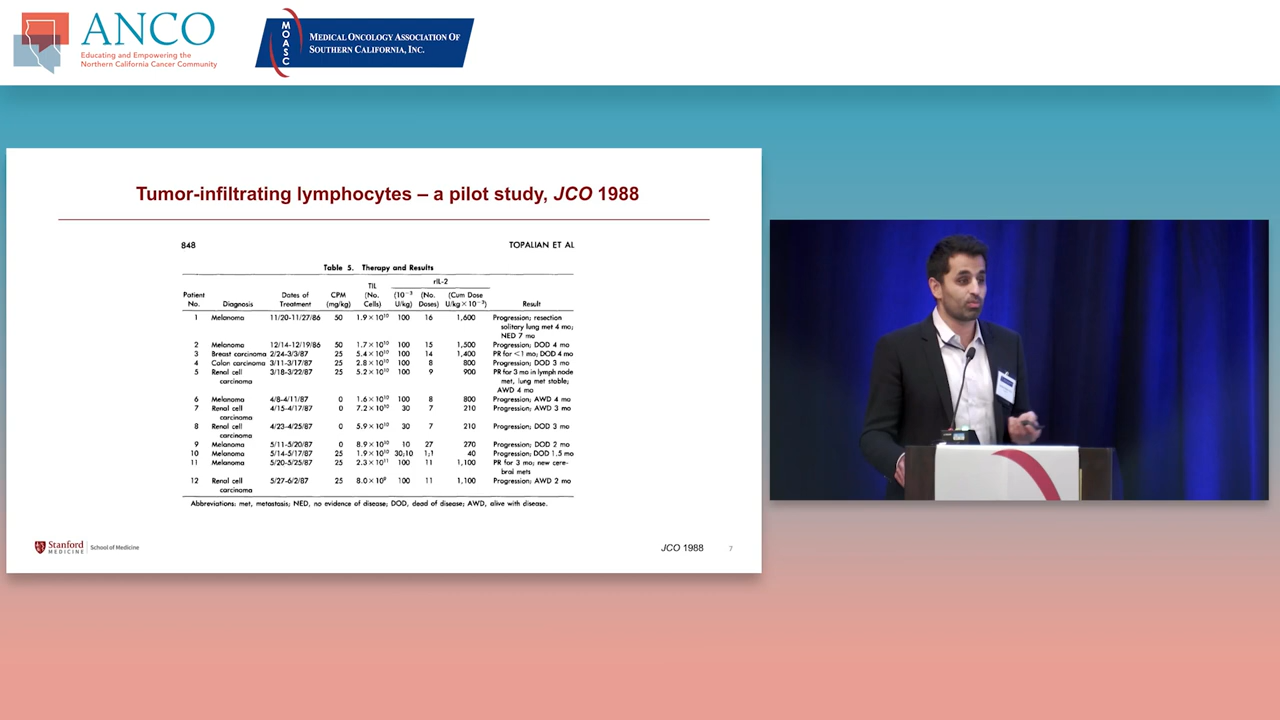 ANCO
Educating and Empowering the
Northern California Cancer Community
MOASC
MEDICAL ONCOLOGY ASSOCIATION OF
SOUTHERN CALIFORNIA, INC.
Tumor-infiltrating lymphocytes – a pilot study, JCO 1988
848 TOPALIAN ET AL
Table 5. Therapy and Results
rIL-2
Patient No. Diagnosis Dates of Treatment CPM (mg/kg) TIL (No. Cells) (10⁻³ U/kg) (No. Doses) (Cum Dose U/kg × 10⁻³) Result
1 Melanoma 11/20-11/27/86 50 1.9 × 10¹⁰ 100 16 1,600 Progression; resection
solitary lung met 4 mo;
NED 7 mo
2 Melanoma 12/14-12/19/86 50 1.7 × 10¹⁰ 100 15 1,500 Progression; DOD 4 mo
3 Breast carcinoma 2/24-3/3/87 25 5.4 × 10¹⁰ 100 14 1,400 PR for <1 mo; DOD 4 mo
4 Colon carcinoma 3/11-3/17/87 25 2.8 × 10¹⁰ 100 8 800 Progression; DOD 3 mo
5 Renal cell 3/18-3/22/87 25 5.2 × 10¹⁰ 100 9 900 PR for 3 mo in lymph node
carcinoma met, lung met stable;
AWD 4 mo
6 Melanoma 4/8-4/11/87 0 1.6 × 10¹⁰ 100 8 800 Progression; AWD 4 mo
7 Renal cell 4/15-4/17/87 0 7.2 × 10¹⁰ 30 7 210 Progression; AWD 3 mo
carcinoma
8 Renal cell 4/23-4/25/87 0 5.9 × 10¹⁰ 30 7 210 Progression; DOD 3 mo
carcinoma
9 Melanoma 5/11-5/20/87 0 8.9 × 10¹⁰ 10 27 270 Progression; DOD 2 mo
10 Melanoma 5/14-5/17/87 25 1.9 × 10¹⁰ 30;10 1;1 40 Progression; DOD 1.5 mo
11 Melanoma 5/20-5/25/87 25 2.3 × 10¹¹ 100 11 1,100 PR for 3 mo; new cere-
bral mets
12 Renal cell 5/27-6/2/87 25 8.0 × 10⁹ 100 11 1,100 Progression; AWD 2 mo
carcinoma
Abbreviations: met, metastasis; NED, no evidence of disease; DOD, dead of disease; AWD, alive with disease.
Stanford MEDICINE School of Medicine
JCO 1988 7